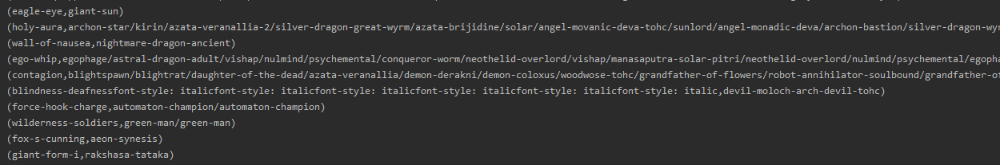 (eagle-eye,giant-sun)
(holy-aura,archon-star/kirin/azata-veranallia-2/silver-dragon-great-wyrm/azata-brijidine/solar/angel-movanic-deva-tohc/sunlord/angel-monadic-deva/archon-bastion/silver-dragon-wyr
(wall-of-nausea,nightmare-dragon-ancient)
(ego-whip,egophage/astral-dragon-adult/vishap/nulmind/psychemental/conqueror-worm/neothelid-overlord/vishap/manasaputra-solar-pitri/neothelid-overlord/nulmind/psychemental/egopha
(contagion,blightspawn/blightrat/daughter-of-the-dead/azata-veranallia/demon-derakni/demon-coloxus/woodwose-tohc/grandfather-of-flowers/robot-annihilator-soulbound/grandfather-of
(blindness-deafnessfont-style: italicfont-style: italicfont-style: italicfont-style: italicfont-style: italicfont-style: italic,devil-moloch-arch-devil-tohc)
(force-hook-charge,automaton-champion/automaton-champion)
(wilderness-soldiers,green-man/green-man)
(fox-s-cunning,aeon-synesis)
(giant-form-i,rakshasa-tataka)